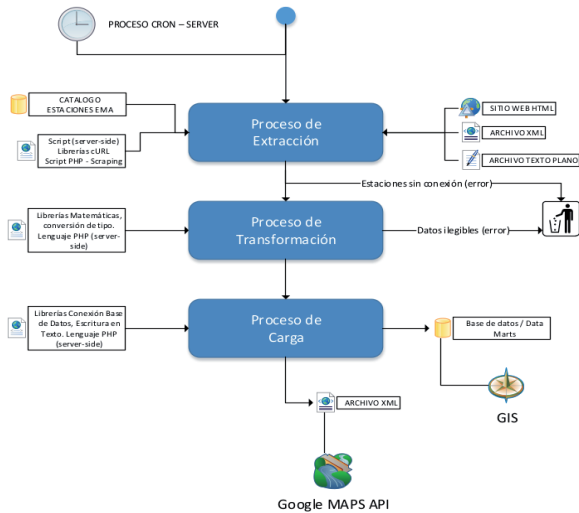 PROCESO CRON – SERVER
CATALOGO
ESTACIONES EMA
Script (server-side)
Librerías cURL
Script PHP - Scraping
Proceso de
Extracción
SITIO WEB HTML
ARCHIVO XML
ARCHIVO TEXTO PLANO
Estaciones sin conexión (error)
Librerías Matemáticas,
conversión de tipo.
Lenguaje PHP (server-
side)
Proceso de
Transformación
Datos ilegibles (error)
Librerías Conexión Base
de Datos, Escritura en
Texto. Lenguaje PHP
(server-side)
Proceso de
Carga
Base de datos / Data
Marts
ARCHIVO XML
GIS
Google MAPS API